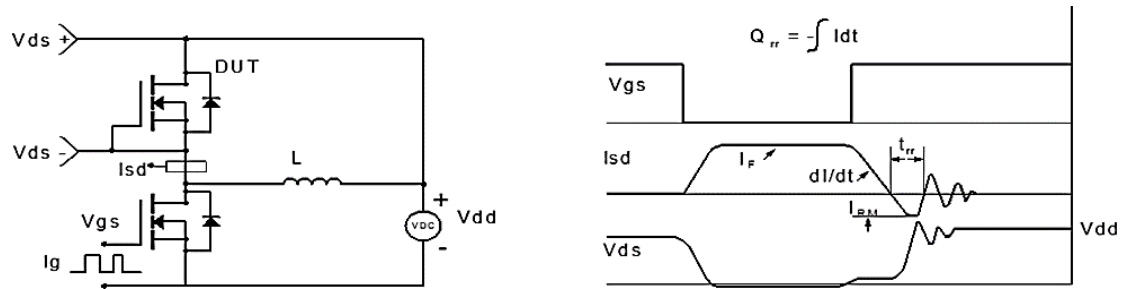 Vds +
DUT
Vds -
Isd
L
Vgs
+
VDC
-
Vdd
Ig
Q rr = - ∫ Idt
Vgs
Isd
I F
dI/dt
t rr
I RM
Vds
Vdd